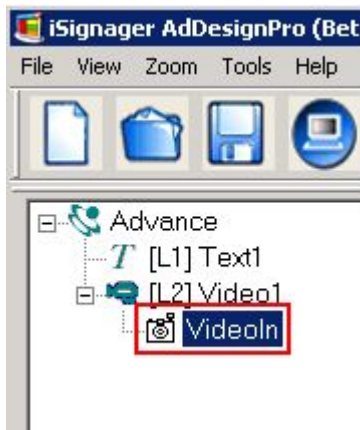 iSignager AdDesignPro (Bet
File View Zoom Tools Help
Advance
T [L1] Text1
[L2] Video1
VideoIn